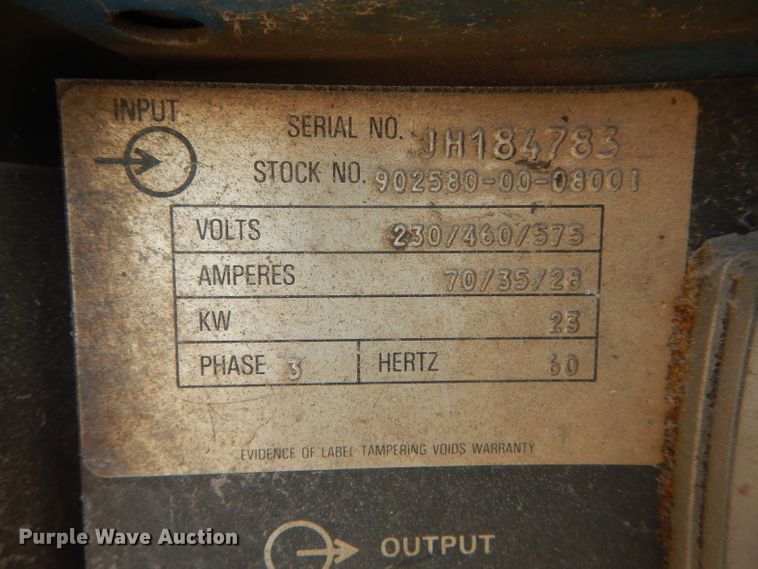 INPUT
SERIAL NO. JH184783
STOCK NO. 902580-00-08001
VOLTS 230/460/575
AMPERES 70/35/28
KW 23
PHASE 3 HERTZ 60
EVIDENCE OF LABEL TAMPERING VOIDS WARRANTY
OUTPUT
Purple Wave Auction